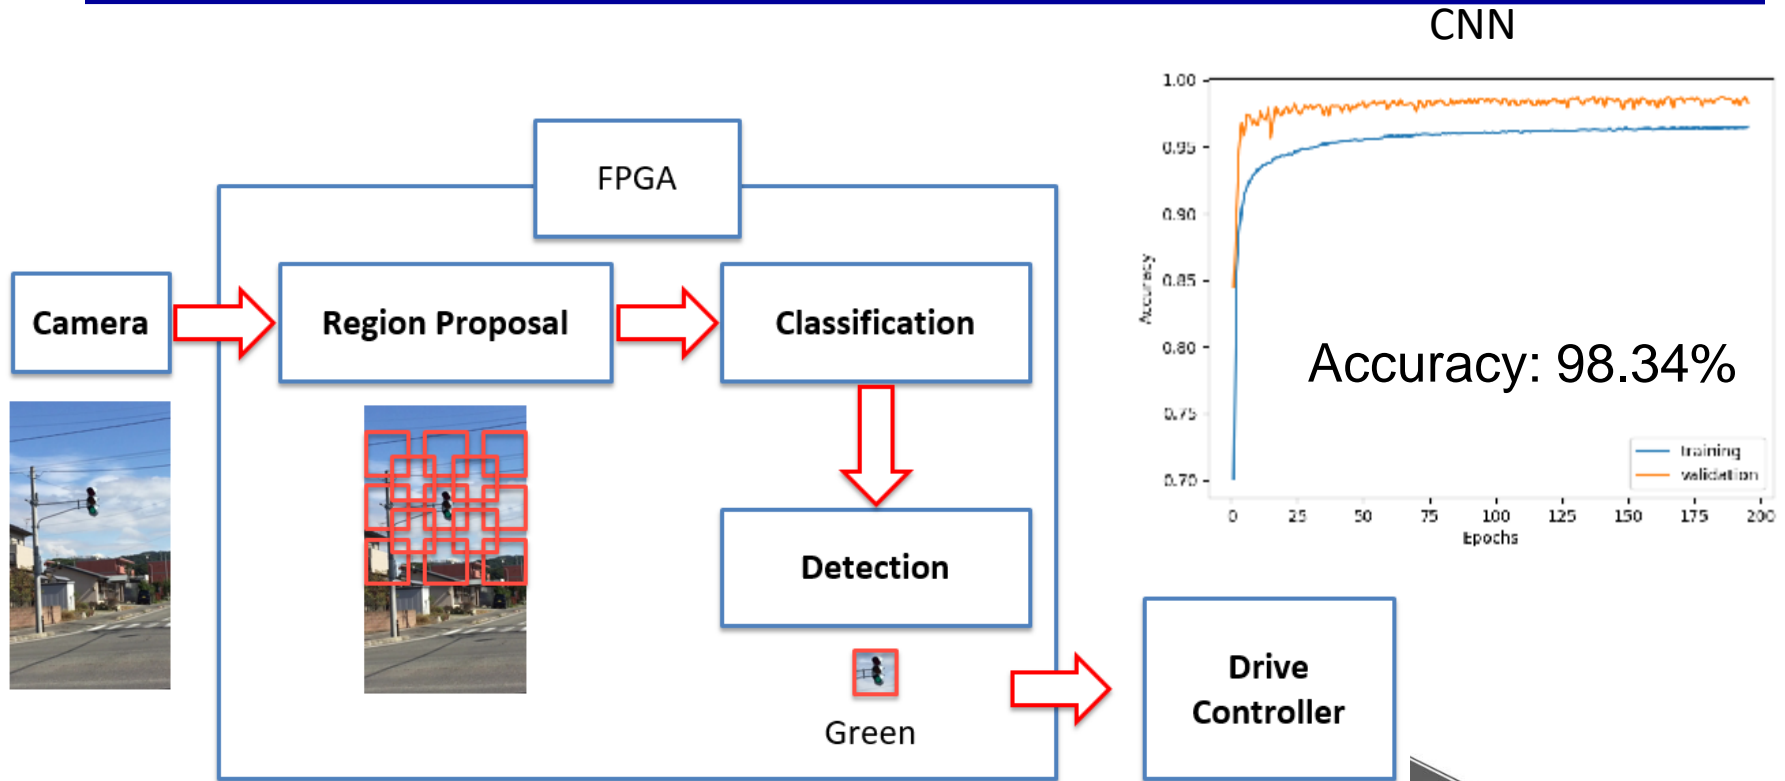 CNN
FPGA
Camera
Region Proposal
Classification
Detection
Green
Drive
Controller
1.00
0.95
0.90
0.85
0.80
0.75
0.70
Accuracy
Accuracy: 98.34%
training
validation
0 25 50 75 100 125 150 175 200
Epochs